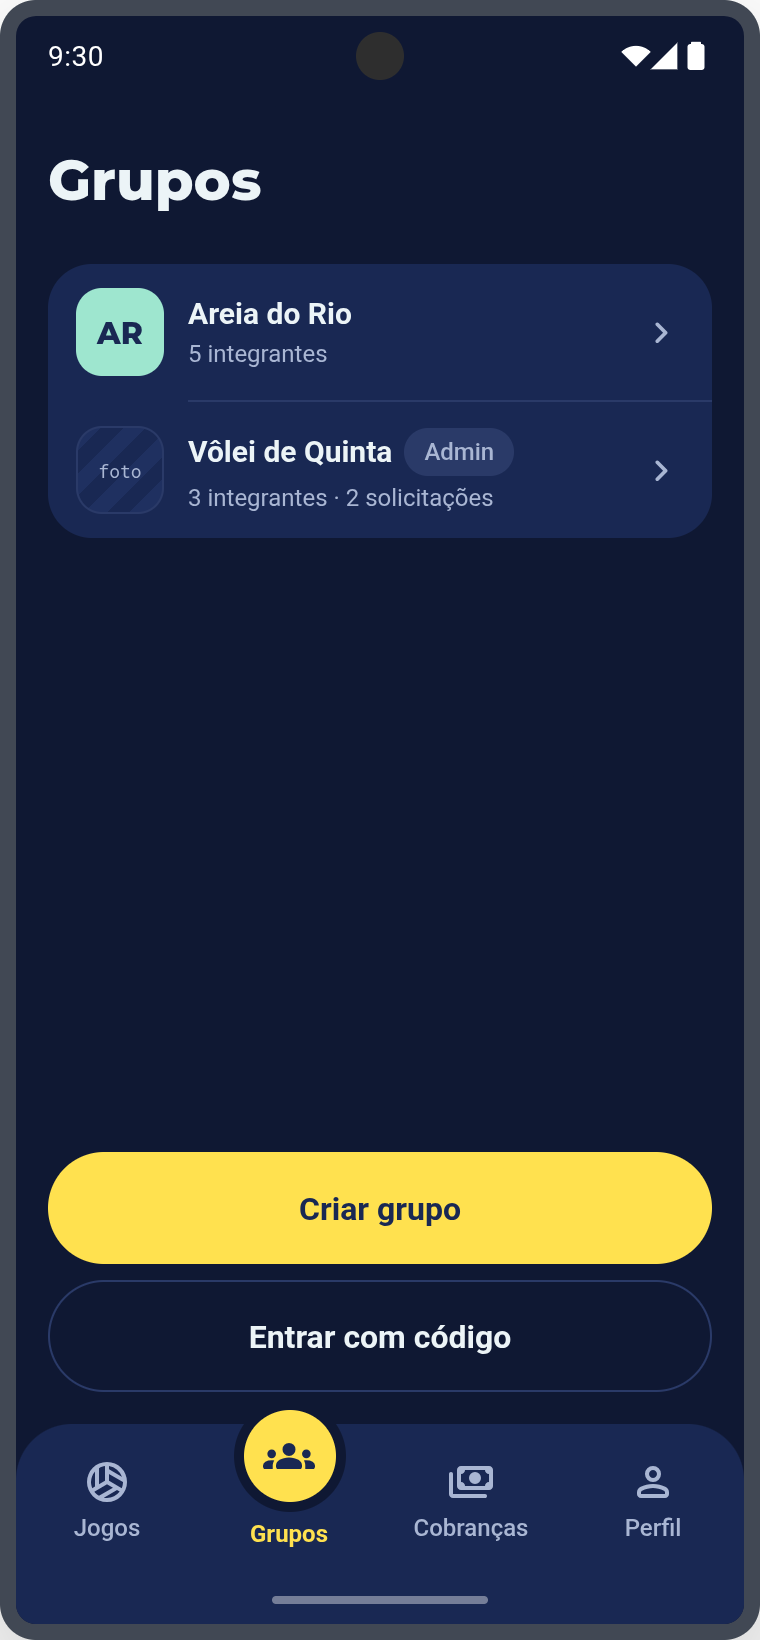 9:30
Grupos
AR
Areia do Rio
5 integrantes
foto
Vôlei de Quinta Admin
3 integrantes · 2 solicitações
Criar grupo
Entrar com código
Jogos Grupos Cobranças Perfil